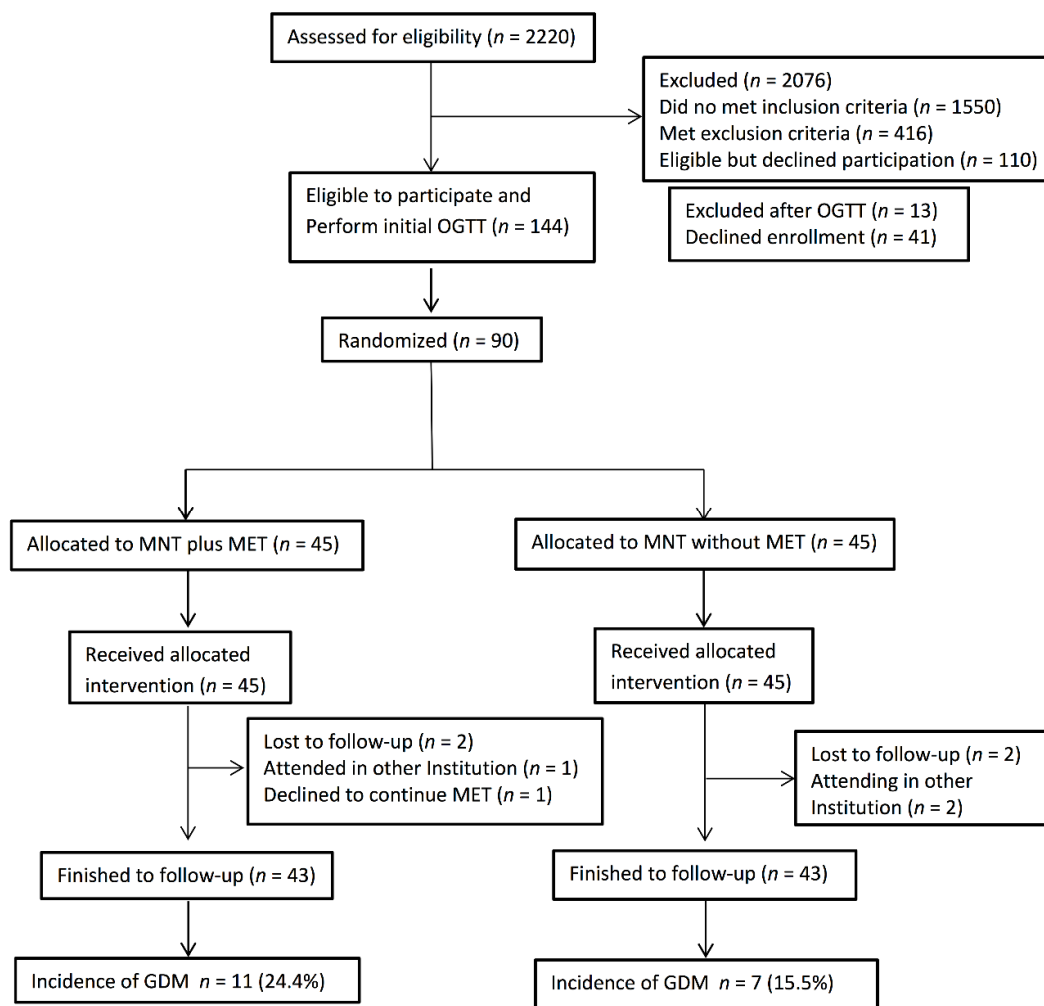 Assessed for eligibility (n = 2220)
Excluded (n = 2076)
Did no met inclusion criteria (n = 1550)
Met exclusion criteria (n = 416)
Eligible but declined participation (n = 110)
Eligible to participate and
Perform initial OGTT (n = 144)
Excluded after OGTT (n = 13)
Declined enrollment (n = 41)
Randomized (n = 90)
Allocated to MNT plus MET (n = 45)
Allocated to MNT without MET (n = 45)
Received allocated
intervention (n = 45)
Received allocated
intervention (n = 45)
Lost to follow-up (n = 2)
Attended in other Institution (n = 1)
Declined to continue MET (n = 1)
Lost to follow-up (n = 2)
Attending in other
Institution (n = 2)
Finished to follow-up (n = 43)
Finished to follow-up (n = 43)
Incidence of GDM n = 11 (24.4%)
Incidence of GDM n = 7 (15.5%)